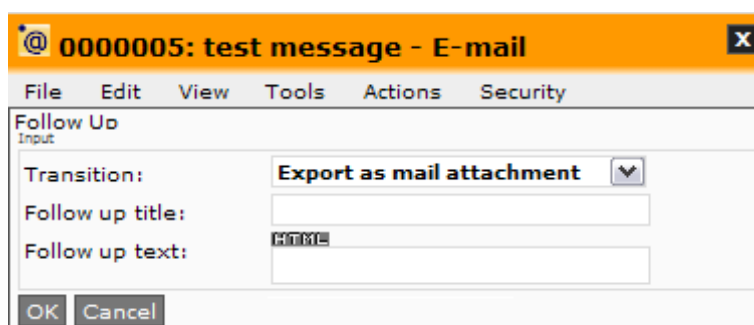 @ 0000005: test message - E-mail X
File Edit View Tools Actions Security
Follow Up
Input
Transition: Export as mail attachment
Follow up title:
HTML
Follow up text:
OK Cancel